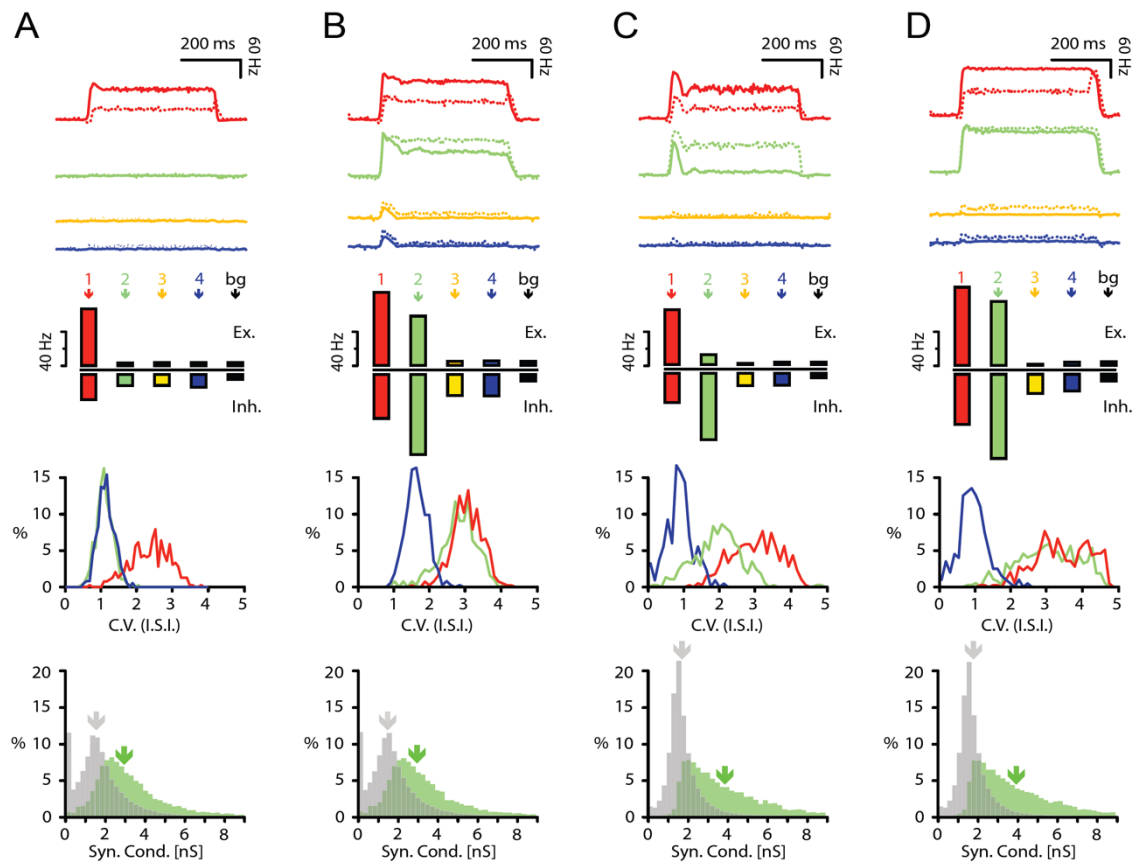 A B C D
200 ms 60 Hz 200 ms 60 Hz 200 ms 60 Hz 200 ms 60 Hz
1 2 3 4 bg 1 2 3 4 bg 1 2 3 4 bg 1 2 3 4 bg
40 Hz Ex. 40 Hz Ex. 40 Hz Ex. 40 Hz Ex.
Inh. Inh. Inh. Inh.
15 15 15 15
10 10 10 10
% % % %
5 5 5 5
0 0 0 0
0 1 2 3 4 5 0 1 2 3 4 5 0 1 2 3 4 5 0 1 2 3 4 5
C.V. (I.S.I.) C.V. (I.S.I.) C.V. (I.S.I.) C.V. (I.S.I.)
20 20 20 20
15 15 15 15
% 10 % 10 % 10 % 10
5 5 5 5
0 0 0 0
0 2 4 6 8 0 2 4 6 8 0 2 4 6 8 0 2 4 6 8
Syn. Cond. [nS] Syn. Cond. [nS] Syn. Cond. [nS] Syn. Cond. [nS]